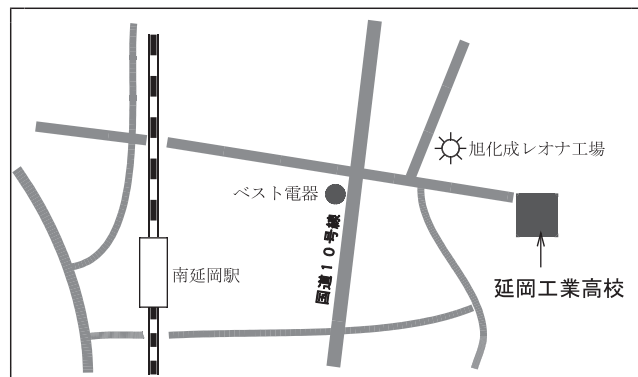 旭化成レオナ工場
ベスト電器
国道10号線
南延岡駅
延岡工業高校